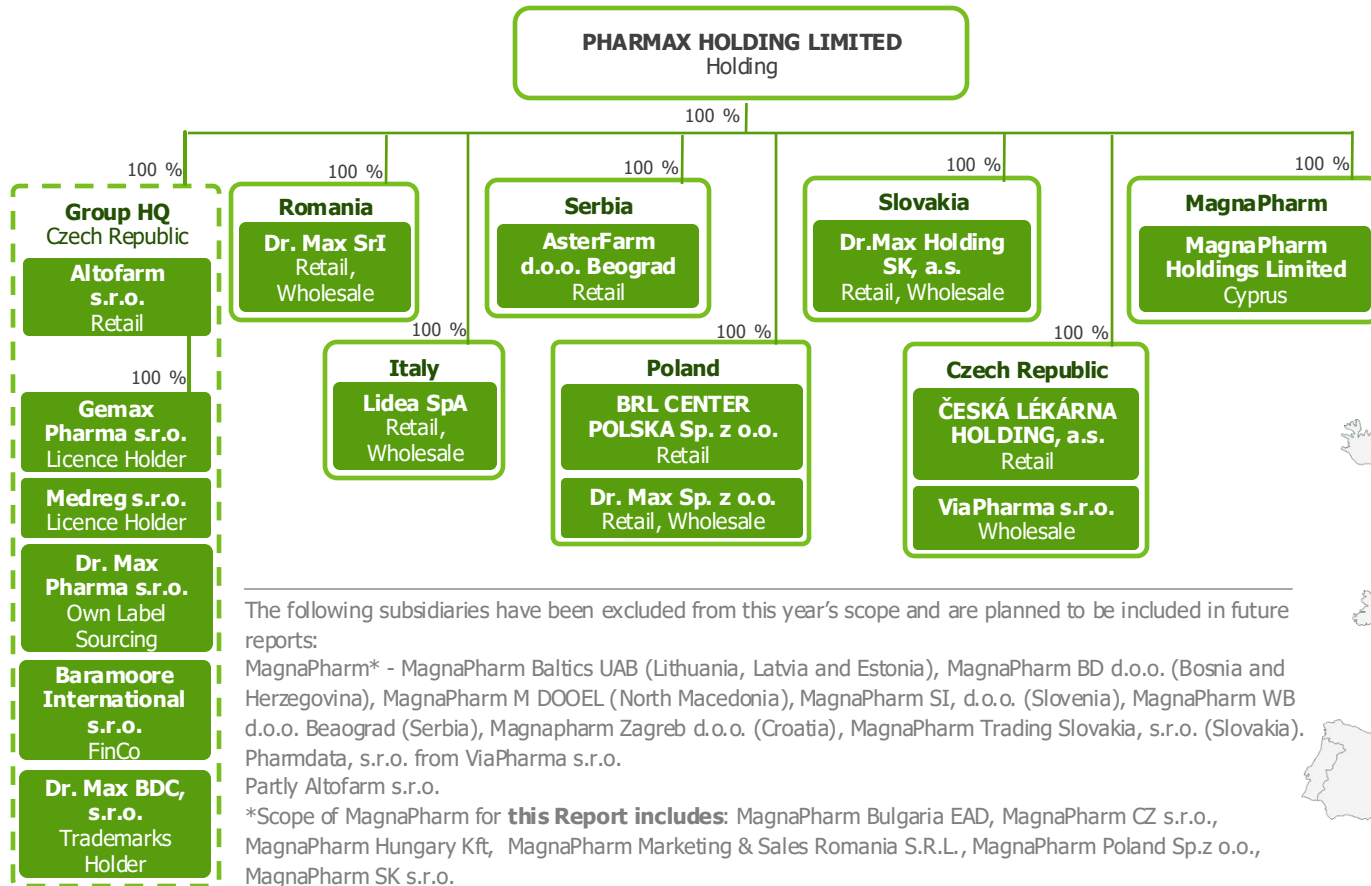 PHARMAX HOLDING LIMITED
Holding
100 %
100 %
Group HQ
Czech Republic
Altofarm
s.r.o.
Retail
100 %
Gemax
Pharma s.r.o.
Licence Holder
Medreg s.r.o.
Licence Holder
Dr. Max
Pharma s.r.o.
Own Label
Sourcing
Baramoore
International
s.r.o.
FinCo
Dr. Max BDC,
s.r.o.
Trademarks
Holder
100 %
Romania
Dr. Max SrI
Retail,
Wholesale
100 %
Italy
Lidea SpA
Retail,
Wholesale
100 %
Serbia
AsterFarm
d.o.o. Beograd
Retail
100 %
Poland
BRL CENTER
POLSKA Sp. z o.o.
Retail
Dr. Max Sp. z o.o.
Retail, Wholesale
100 %
Slovakia
Dr.Max Holding
SK, a.s.
Retail, Wholesale
100 %
Czech Republic
ČESKÁ LÉKÁRNA
HOLDING, a.s.
Retail
ViaPharma s.r.o.
Wholesale
100 %
MagnaPharm
MagnaPharm
Holdings Limited
Cyprus
The following subsidiaries have been excluded from this year's scope and are planned to be included in future
reports:
MagnaPharm* - MagnaPharm Baltics UAB (Lithuania, Latvia and Estonia), MagnaPharm BD d.o.o. (Bosnia and
Herzegovina), MagnaPharm M DOOEL (North Macedonia), MagnaPharm SI, d.o.o. (Slovenia), MagnaPharm WB
d.o.o. Beaograd (Serbia), Magnapharm Zagreb d.o.o. (Croatia), MagnaPharm Trading Slovakia, s.r.o. (Slovakia).
Pharmdata, s.r.o. from ViaPharma s.r.o.
Partly Altofarm s.r.o.
*Scope of MagnaPharm for this Report includes: MagnaPharm Bulgaria EAD, MagnaPharm CZ s.r.o.,
MagnaPharm Hungary Kft, MagnaPharm Marketing & Sales Romania S.R.L., MagnaPharm Poland Sp.z o.o.,
MagnaPharm SK s.r.o.